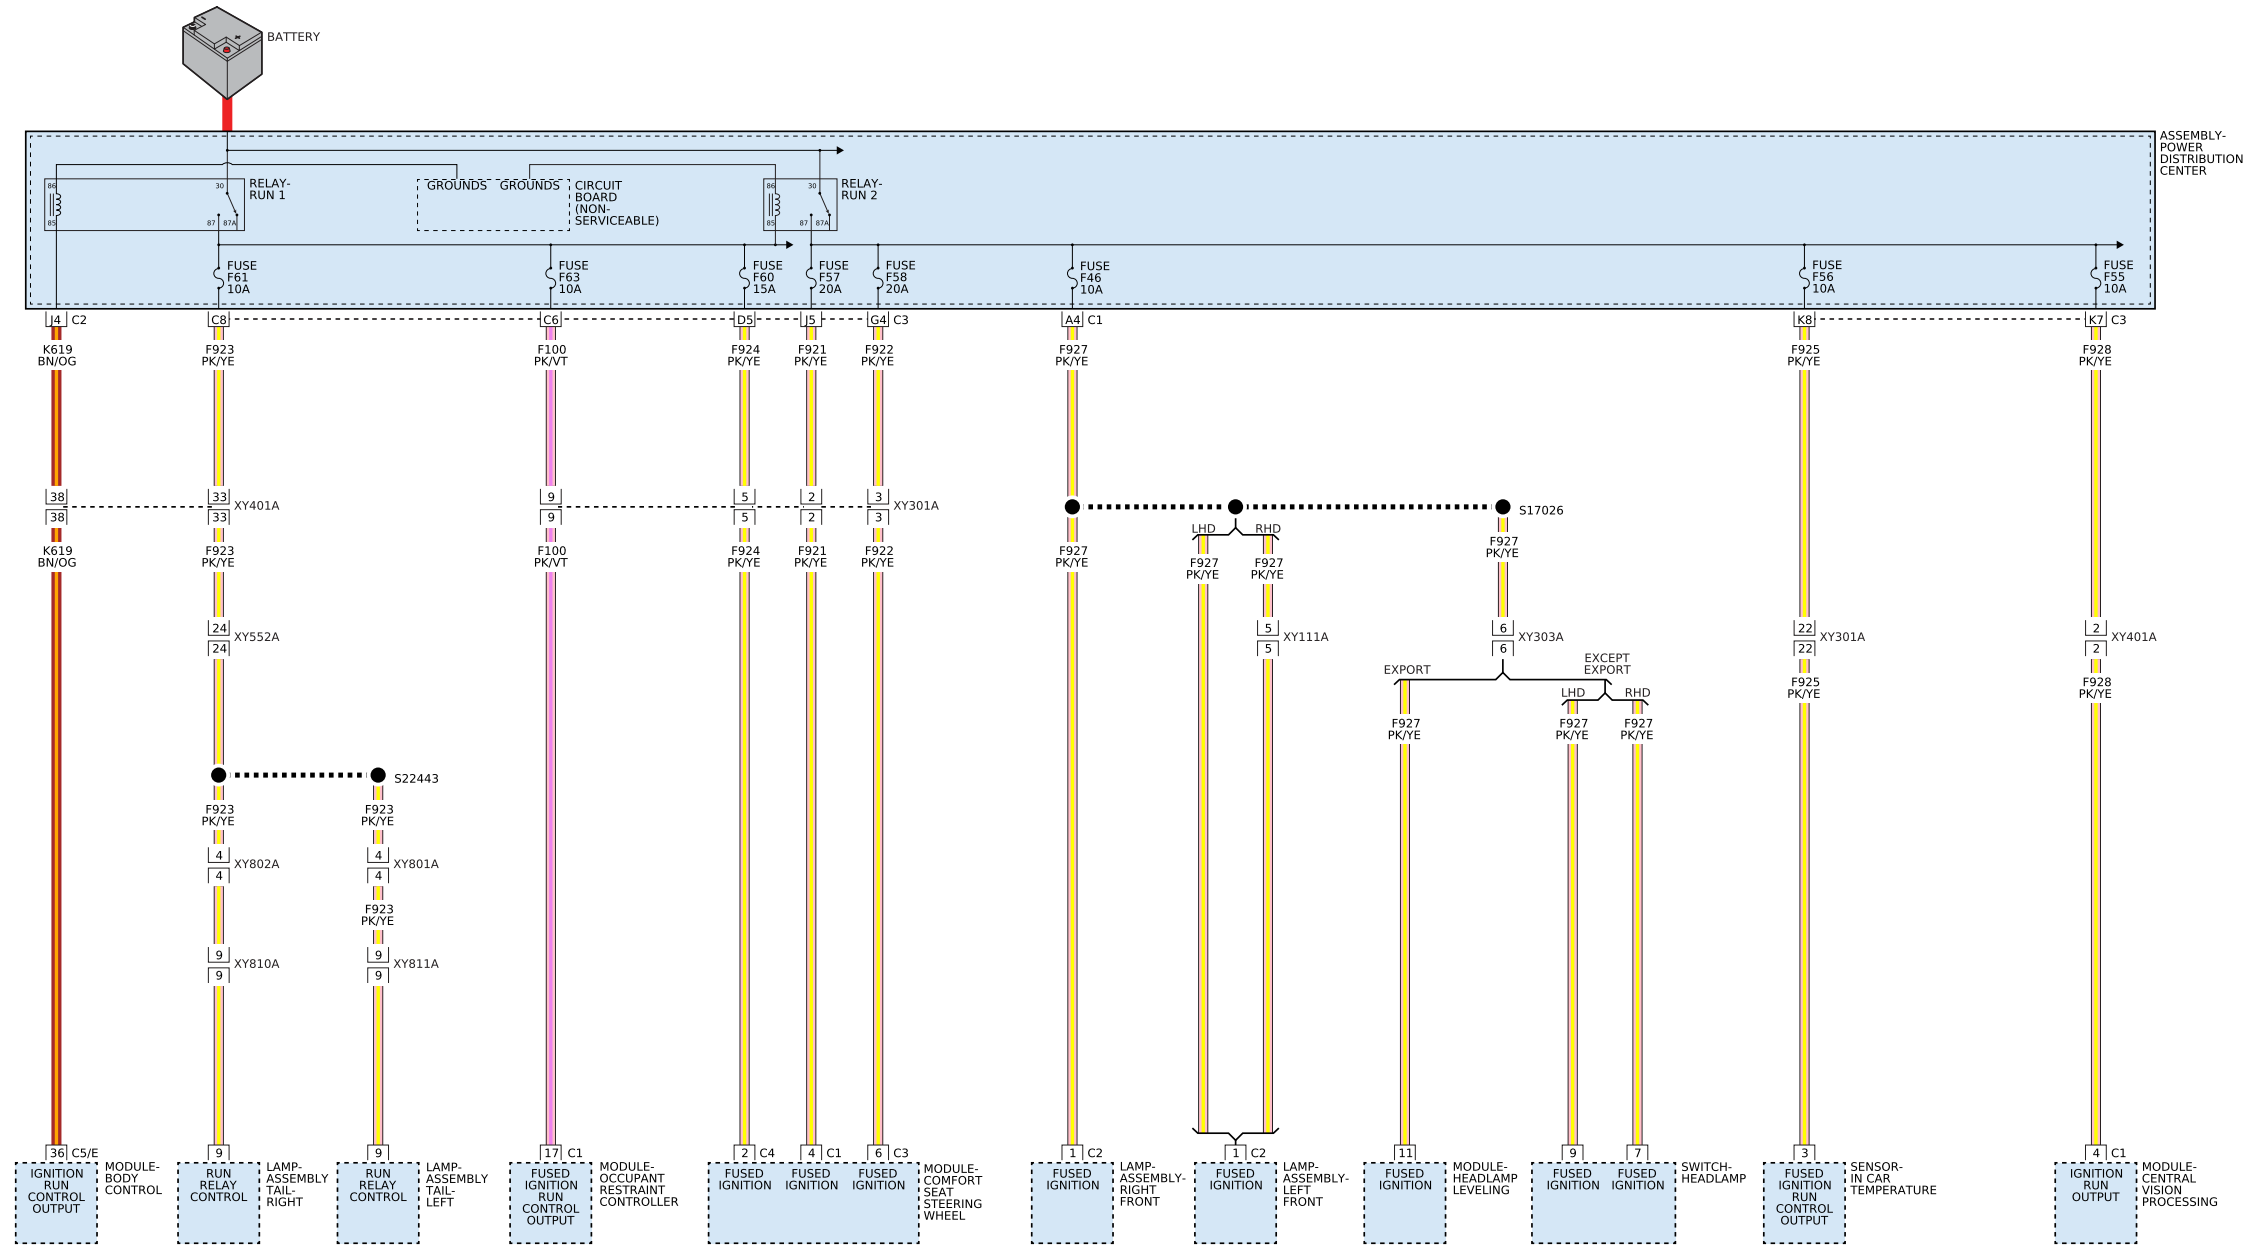 BATTERY
ASSEMBLY-
POWER
DISTRIBUTION
CENTER
86
30
RELAY-
RUN 1
85
87
87A
GROUNDS
GROUNDS
CIRCUIT
BOARD
(NON-
SERVICEABLE)
86
30
RELAY-
RUN 2
85
87
87A
FUSE
F61
10A
FUSE
F63
10A
FUSE
F60
15A
FUSE
F57
20A
FUSE
F58
20A
FUSE
F46
10A
FUSE
F56
10A
FUSE
F55
10A
J4 C2
C8
C6
D5
J5
G4 C3
A4 C1
K8
K7 C3
K619
BN/OG
F923
PK/YE
F100
PK/VT
F924
PK/YE
F921
PK/YE
F922
PK/YE
F927
PK/YE
F925
PK/YE
F928
PK/YE
38
38
33
33
XY401A
9
9
5
5
2
2
3
3
XY301A
S17026
K619
BN/OG
F923
PK/YE
F100
PK/VT
F924
PK/YE
F921
PK/YE
F922
PK/YE
F927
PK/YE
LHD
RHD
F927
PK/YE
F927
PK/YE
F927
PK/YE
24
24
XY552A
5
5
XY111A
6
6
XY303A
22
22
XY301A
2
2
XY401A
EXPORT
EXCEPT
EXPORT
LHD
RHD
F925
PK/YE
F928
PK/YE
F927
PK/YE
F927
PK/YE
F927
PK/YE
S22443
F923
PK/YE
F923
PK/YE
4
4
XY802A
4
4
XY801A
F923
PK/YE
9
9
XY810A
9
9
XY811A
36 C5/E
IGNITION
RUN
CONTROL
OUTPUT
MODULE-
BODY
CONTROL
9
RUN
RELAY
CONTROL
LAMP-
ASSEMBLY
TAIL-
RIGHT
9
RUN
RELAY
CONTROL
LAMP-
ASSEMBLY
TAIL-
LEFT
17 C1
FUSED
IGNITION
RUN
CONTROL
OUTPUT
MODULE-
OCCUPANT
RESTRAINT
CONTROLLER
2 C4
FUSED
IGNITION
4 C1
FUSED
IGNITION
6 C3
FUSED
IGNITION
MODULE-
COMFORT
SEAT
STEERING
WHEEL
1 C2
FUSED
IGNITION
LAMP-
ASSEMBLY-
RIGHT
FRONT
1 C2
FUSED
IGNITION
LAMP-
ASSEMBLY-
LEFT
FRONT
11
FUSED
IGNITION
MODULE-
HEADLAMP
LEVELING
9
FUSED
IGNITION
7
FUSED
IGNITION
SWITCH-
HEADLAMP
3
FUSED
IGNITION
RUN
CONTROL
OUTPUT
SENSOR-
IN CAR
TEMPERATURE
4 C1
IGNITION
RUN
OUTPUT
MODULE-
CENTRAL
VISION
PROCESSING